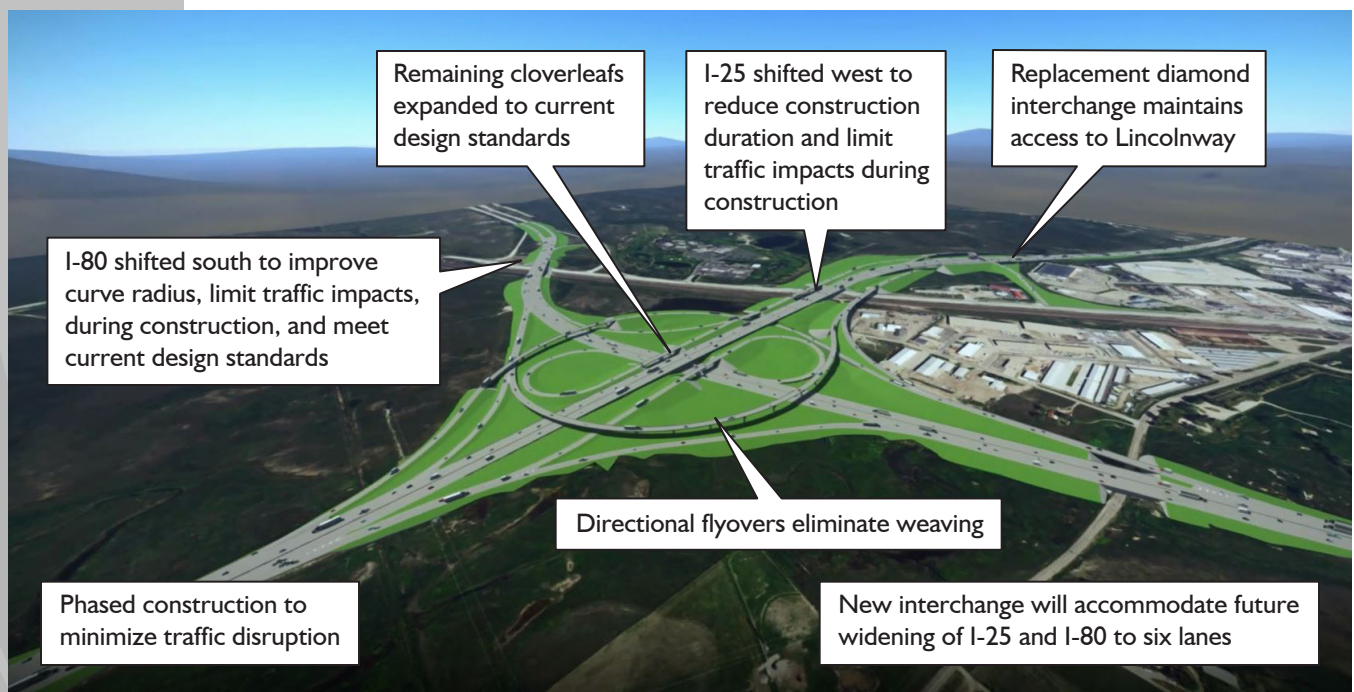 Remaining cloverleafs
expanded to current
design standards
I-25 shifted west to
reduce construction
duration and limit
traffic impacts during
construction
Replacement diamond
interchange maintains
access to Lincolnway
I-80 shifted south to improve
curve radius, limit traffic impacts,
during construction, and meet
current design standards
Directional flyovers eliminate weaving
Phased construction to
minimize traffic disruption
New interchange will accommodate future
widening of I-25 and I-80 to six lanes